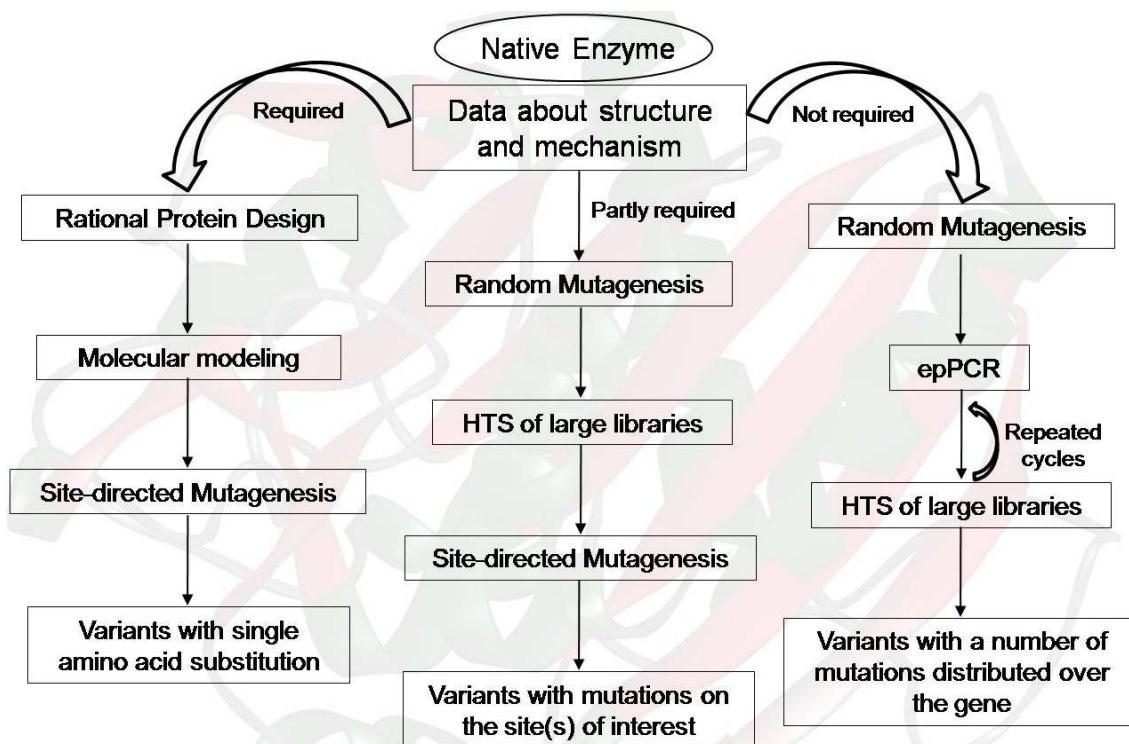 Native Enzyme
Data about structure
and mechanism
Required
Rational Protein Design
Molecular modeling
Site-directed Mutagenesis
Variants with single
amino acid substitution
Partly required
Random Mutagenesis
HTS of large libraries
Site-directed Mutagenesis
Variants with mutations on
the site(s) of interest
Not required
Random Mutagenesis
epPCR
Repeated
cycles
HTS of large libraries
Variants with a number of
mutations distributed over
the gene